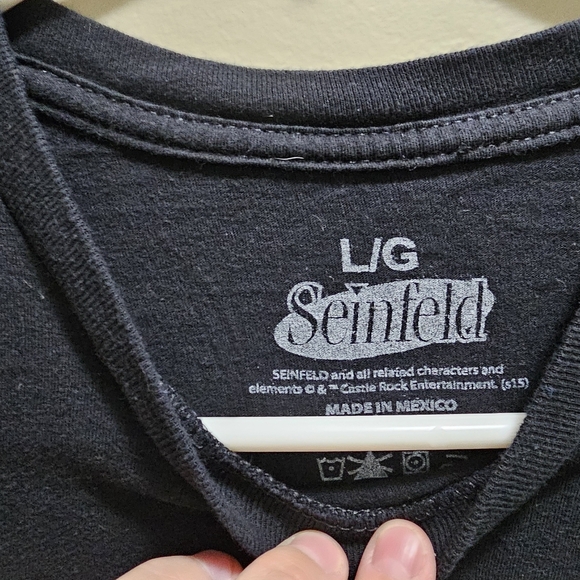 L/G
Seinfeld
SEINFELD and all related characters and
elements © & ™ Castle Rock Entertainment. (s15)
MADE IN MEXICO